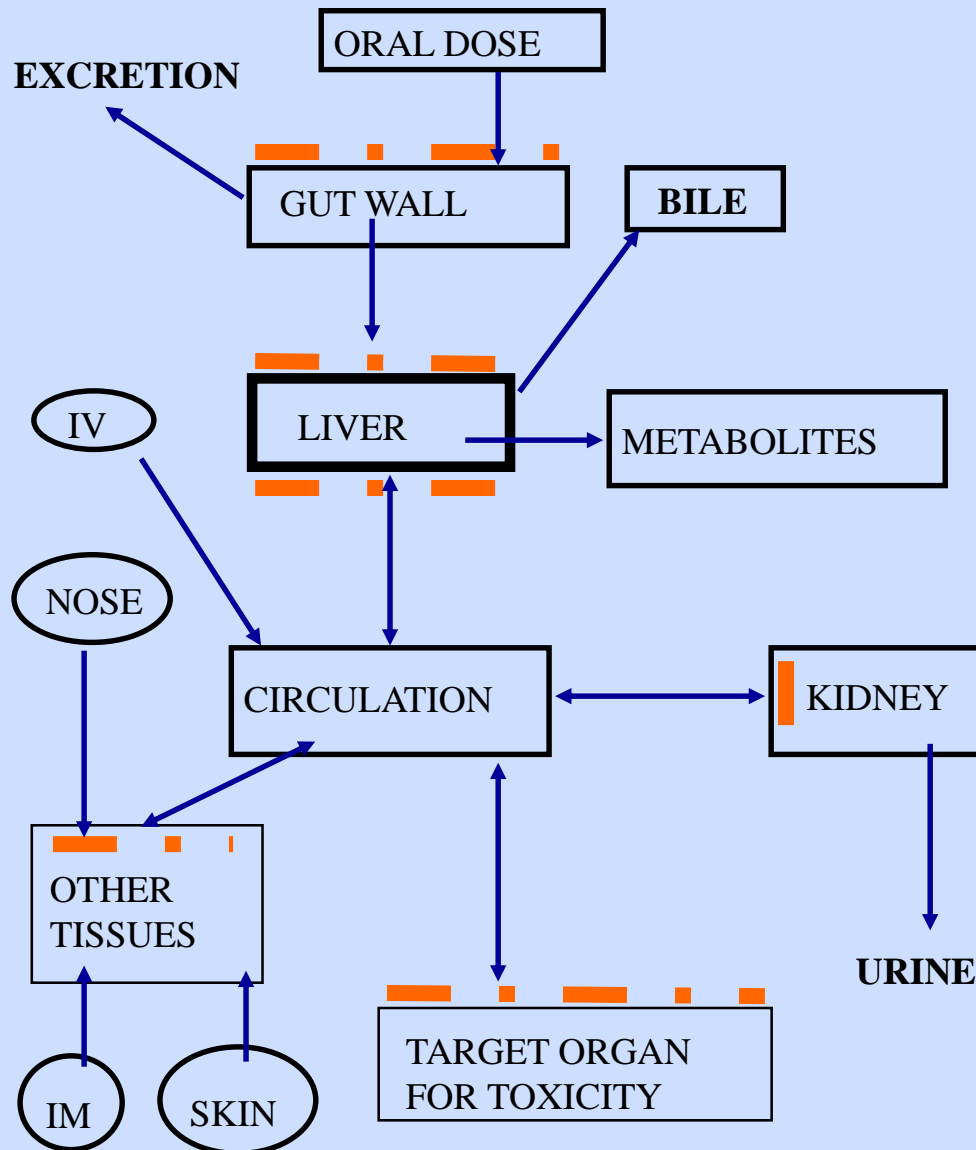 ORAL DOSE
EXCRETION
GUT WALL
BILE
IV
LIVER
METABOLITES
NOSE
CIRCULATION
KIDNEY
OTHER
TISSUES
URINE
TARGET ORGAN
FOR TOXICITY
IM
SKIN